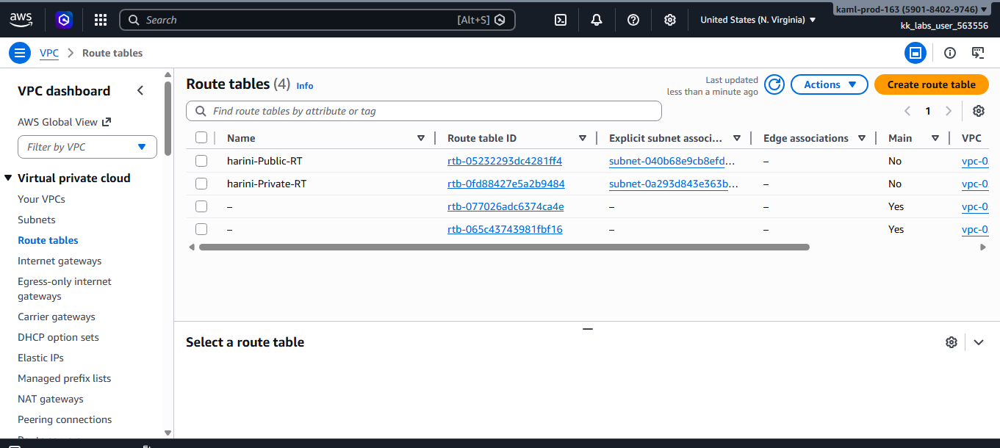 aws
Search [Alt+S]
United States (N. Virginia)
kaml-prod-163 (5901-8402-9746)
kk_labs_user_563556
VPC
Route tables
VPC dashboard
AWS Global View
Filter by VPC
Virtual private cloud
Your VPCs
Subnets
Route tables
Internet gateways
Egress-only internet
gateways
Carrier gateways
DHCP option sets
Elastic IPs
Managed prefix lists
NAT gateways
Peering connections
Route tables (4) Info
Last updated
less than a minute ago
Actions
Create route table
Find route tables by attribute or tag
1
Name Route table ID Explicit subnet associ... Edge associations Main VPC
harini-Public-RT rtb-05232293dc4281ff4 subnet-040b68e9cb8efd... – No vpc-0
harini-Private-RT rtb-0fd88427e5a2b9484 subnet-0a293d843e363b... – No vpc-0
– rtb-077026adc6374ca4e – – Yes vpc-0
– rtb-065c43743981fbf16 – – Yes vpc-0
Select a route table